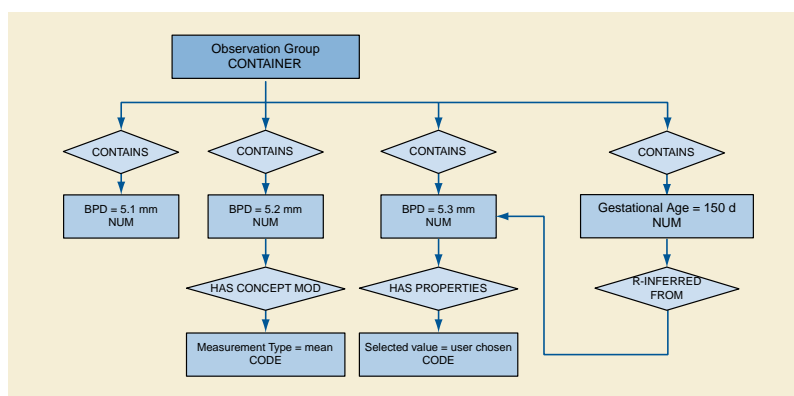 Observation Group
CONTAINER
CONTAINS
CONTAINS
CONTAINS
CONTAINS
BPD = 5.1 mm
NUM
BPD = 5.2 mm
NUM
BPD = 5.3 mm
NUM
Gestational Age = 150 d
NUM
HAS CONCEPT MOD
HAS PROPERTIES
R-INFERRED
FROM
Measurement Type = mean
CODE
Selected value = user chosen
CODE